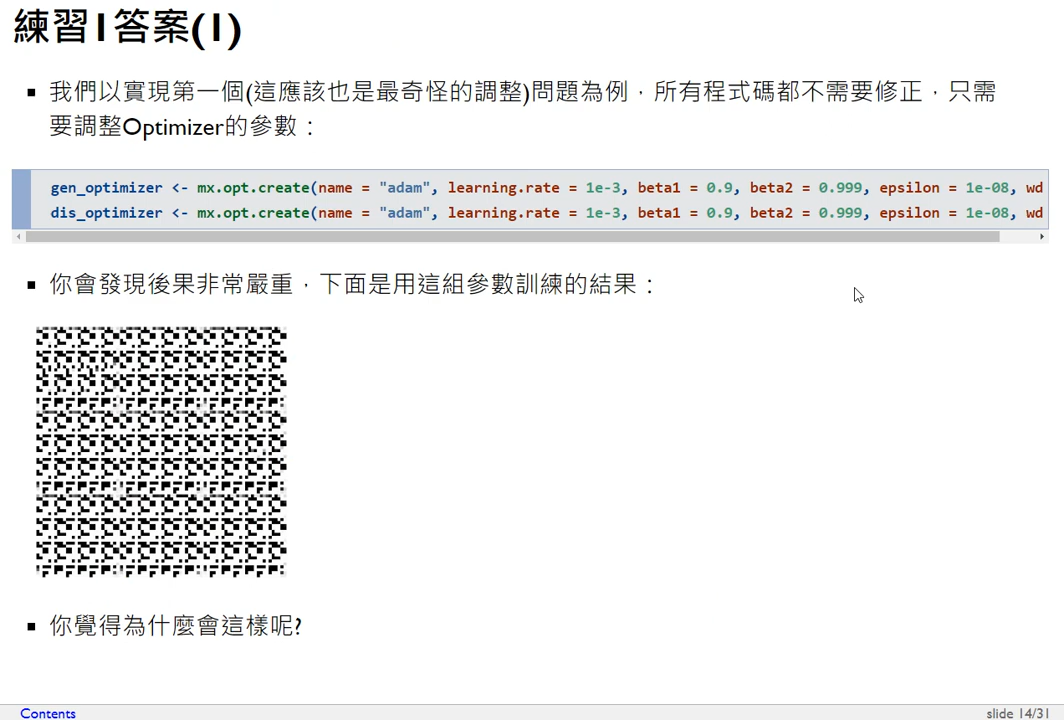 練習1答案(1)
我們以實現第一個(這應該也是最奇怪的調整)問題為例，所有程式碼都不需要修正，只需
要調整Optimizer的參數：
gen_optimizer <- mx.opt.create(name = "adam", learning.rate = 1e-3, beta1 = 0.9, beta2 = 0.999, epsilon = 1e-08, wd
dis_optimizer <- mx.opt.create(name = "adam", learning.rate = 1e-3, beta1 = 0.9, beta2 = 0.999, epsilon = 1e-08, wd
你會發現後果非常嚴重，下面是用這組參數訓練的結果：
你覺得為什麼會這樣呢?
Contents
slide 14/31